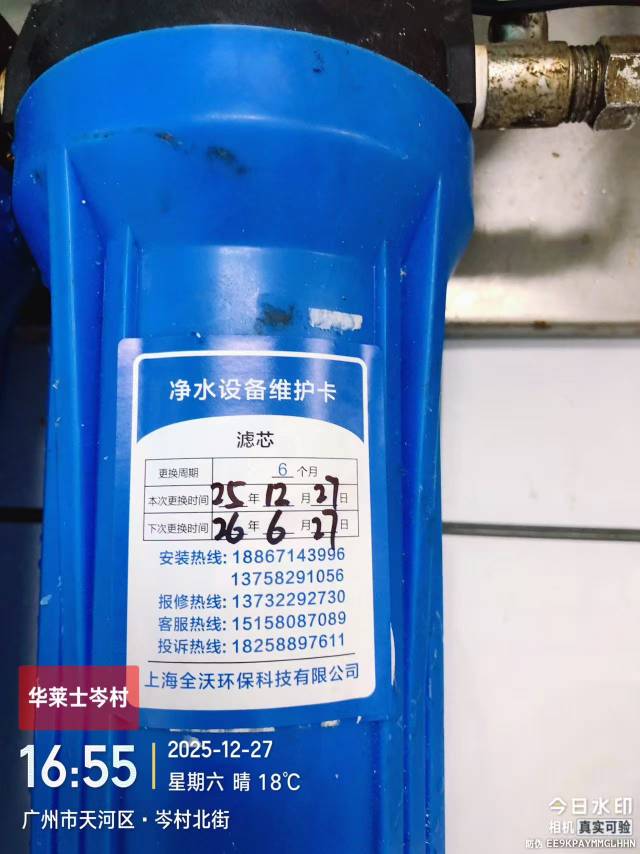 净水设备维护卡
滤芯
更换周期 6 个月
本次更换时间 25 年 12 月 27 日
下次更换时间 26 年 6 月 27 日
安装热线: 18867143996
13758291056
报修热线: 13732292730
客服热线: 15158087089
投诉热线: 18258897611
上海全沃环保科技有限公司
华莱士岑村
16:55
2025-12-27
星期六 晴 18℃
广州市天河区·岑村北街
今日水印
相机 真实可验
防伪 EE9KPAYMMGLHHN